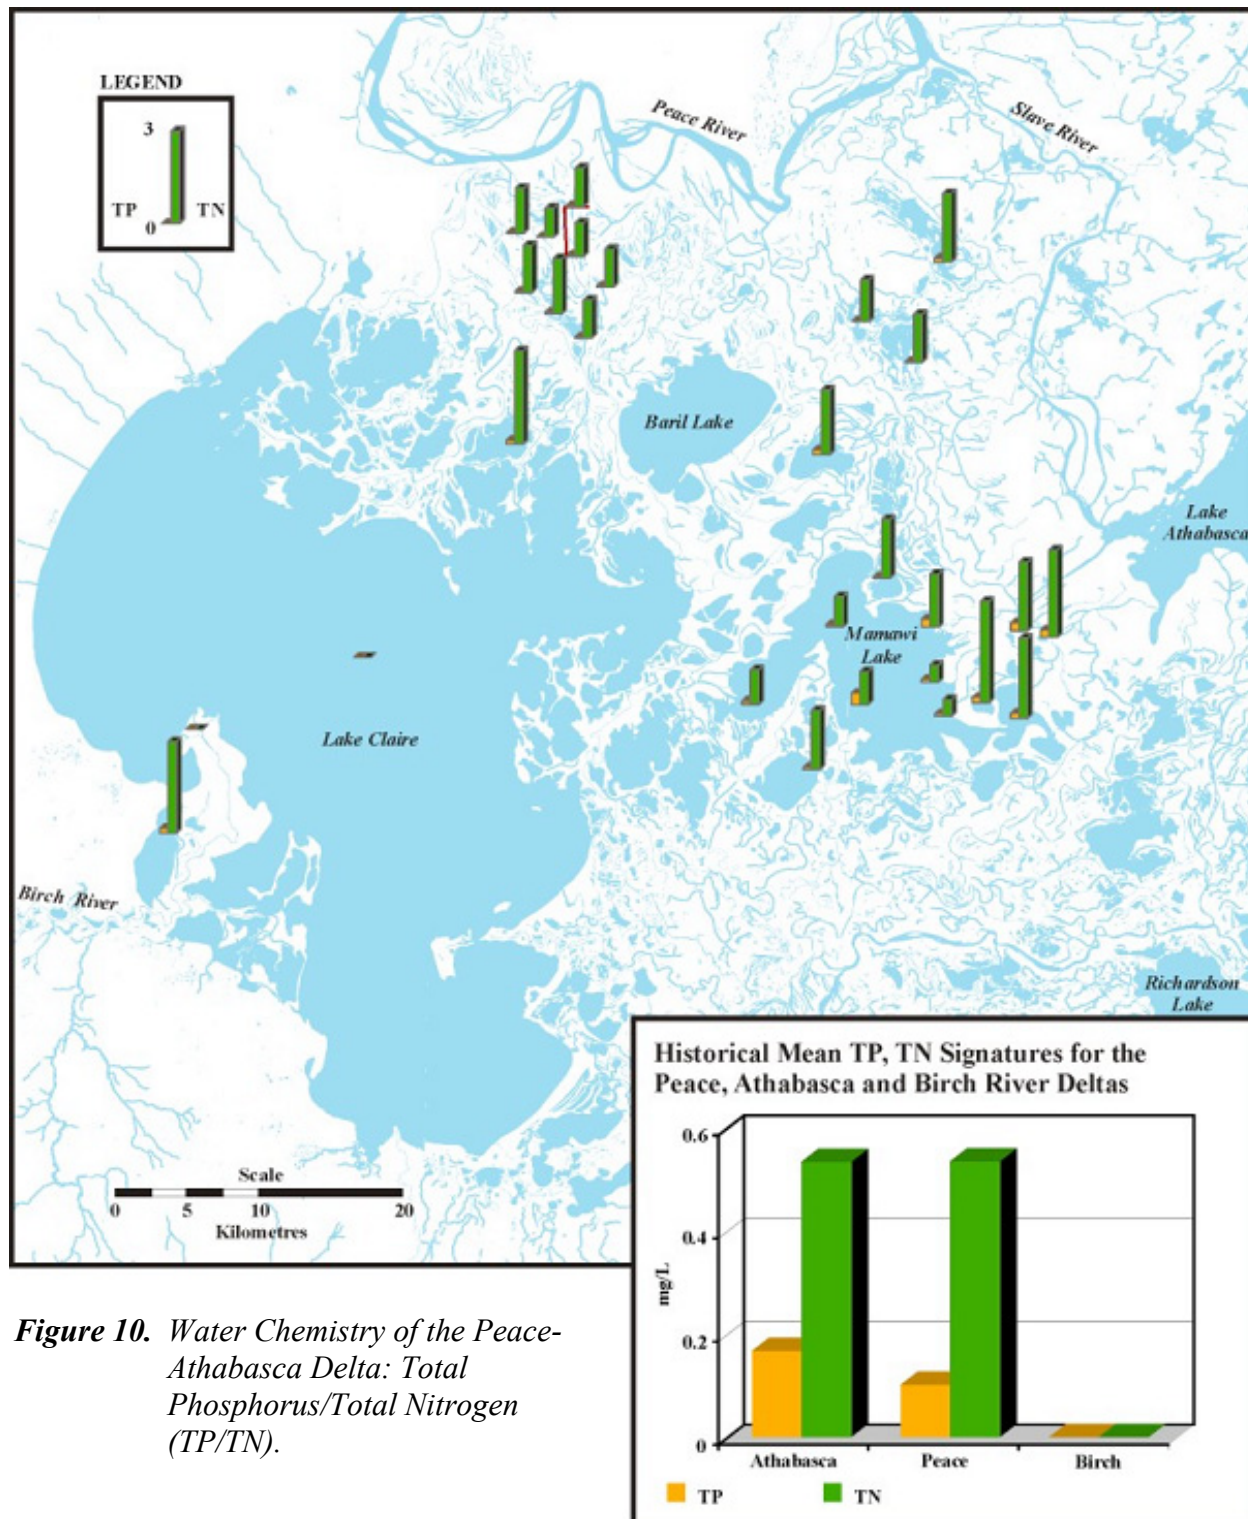 LEGEND
3
TP TN
0
Peace River
Slave River
Baril Lake
Lake
Athabasca
Mamawi
Lake
Lake Claire
Birch River
Richardson
Lake
Scale
0 5 10 20
Kilometres
Historical Mean TP, TN Signatures for the
Peace, Athabasca and Birch River Deltas
0.6
0.4
mg/L
0.2
0
Athabasca Peace Birch
TP TN
Figure 10. Water Chemistry of the Peace-
Athabasca Delta: Total
Phosphorus/Total Nitrogen
(TP/TN).